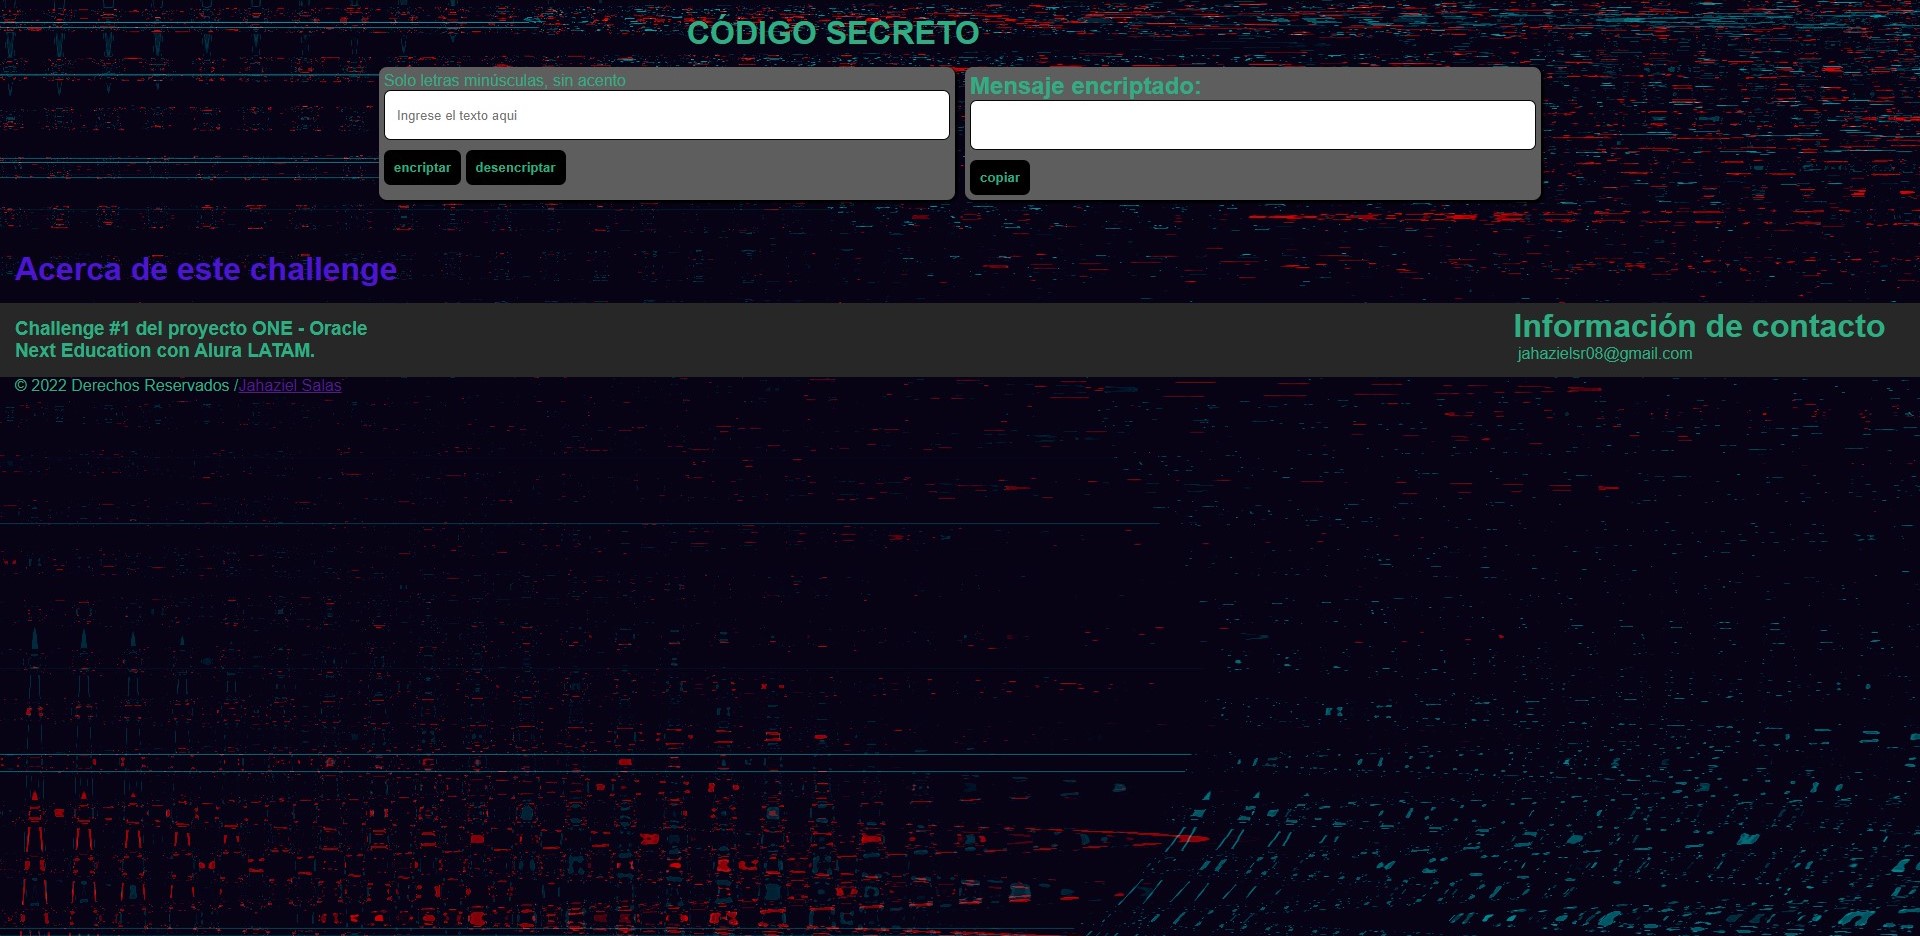 CÓDIGO SECRETO
Solo letras minúsculas, sin acento
Ingrese el texto aqui
encriptar desencriptar
Mensaje encriptado:
copiar
Acerca de este challenge
Challenge #1 del proyecto ONE - Oracle
Next Education con Alura LATAM.
Información de contacto
jahazielsr08@gmail.com
© 2022 Derechos Reservados /Jahaziel Salas